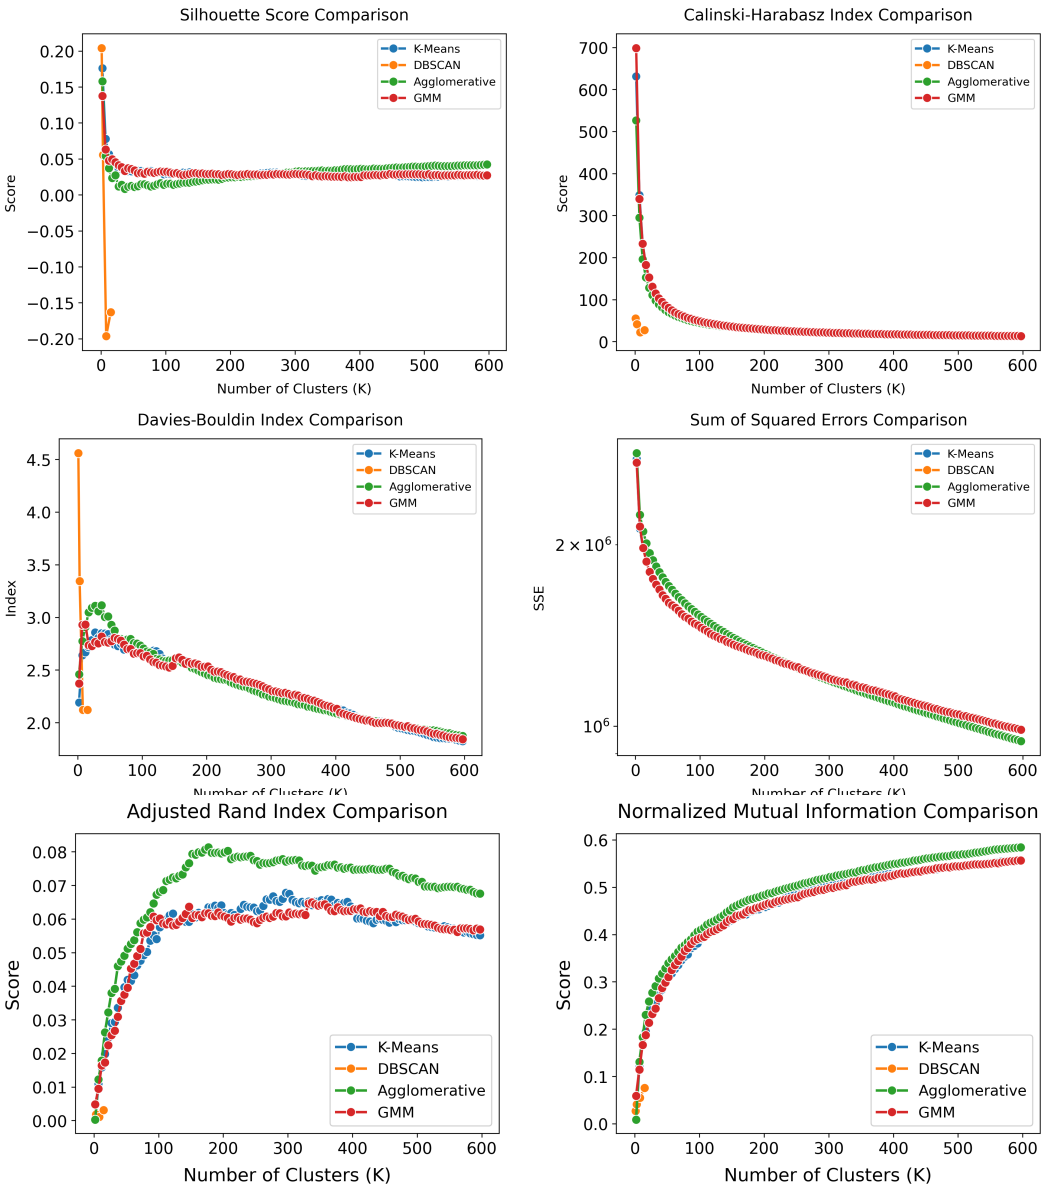 Silhouette Score Comparison
0.20
0.15
0.10
0.05
0.00
−0.05
−0.10
−0.15
−0.20
Score
K-Means
DBSCAN
Agglomerative
GMM
0 100 200 300 400 500 600
Number of Clusters (K)
Calinski-Harabasz Index Comparison
700
600
500
400
300
200
100
0
Score
K-Means
DBSCAN
Agglomerative
GMM
0 100 200 300 400 500 600
Number of Clusters (K)
Davies-Bouldin Index Comparison
4.5
4.0
3.5
3.0
2.5
2.0
Index
K-Means
DBSCAN
Agglomerative
GMM
0 100 200 300 400 500 600
Number of Clusters (K)
Sum of Squared Errors Comparison
2 × 10⁶
10⁶
SSE
K-Means
DBSCAN
Agglomerative
GMM
0 100 200 300 400 500 600
Number of Clusters (K)
Adjusted Rand Index Comparison
0.08
0.07
0.06
0.05
0.04
0.03
0.02
0.01
0.00
Score
K-Means
DBSCAN
Agglomerative
GMM
0 100 200 300 400 500 600
Number of Clusters (K)
Normalized Mutual Information Comparison
0.6
0.5
0.4
0.3
0.2
0.1
0.0
Score
K-Means
DBSCAN
Agglomerative
GMM
0 100 200 300 400 500 600
Number of Clusters (K)